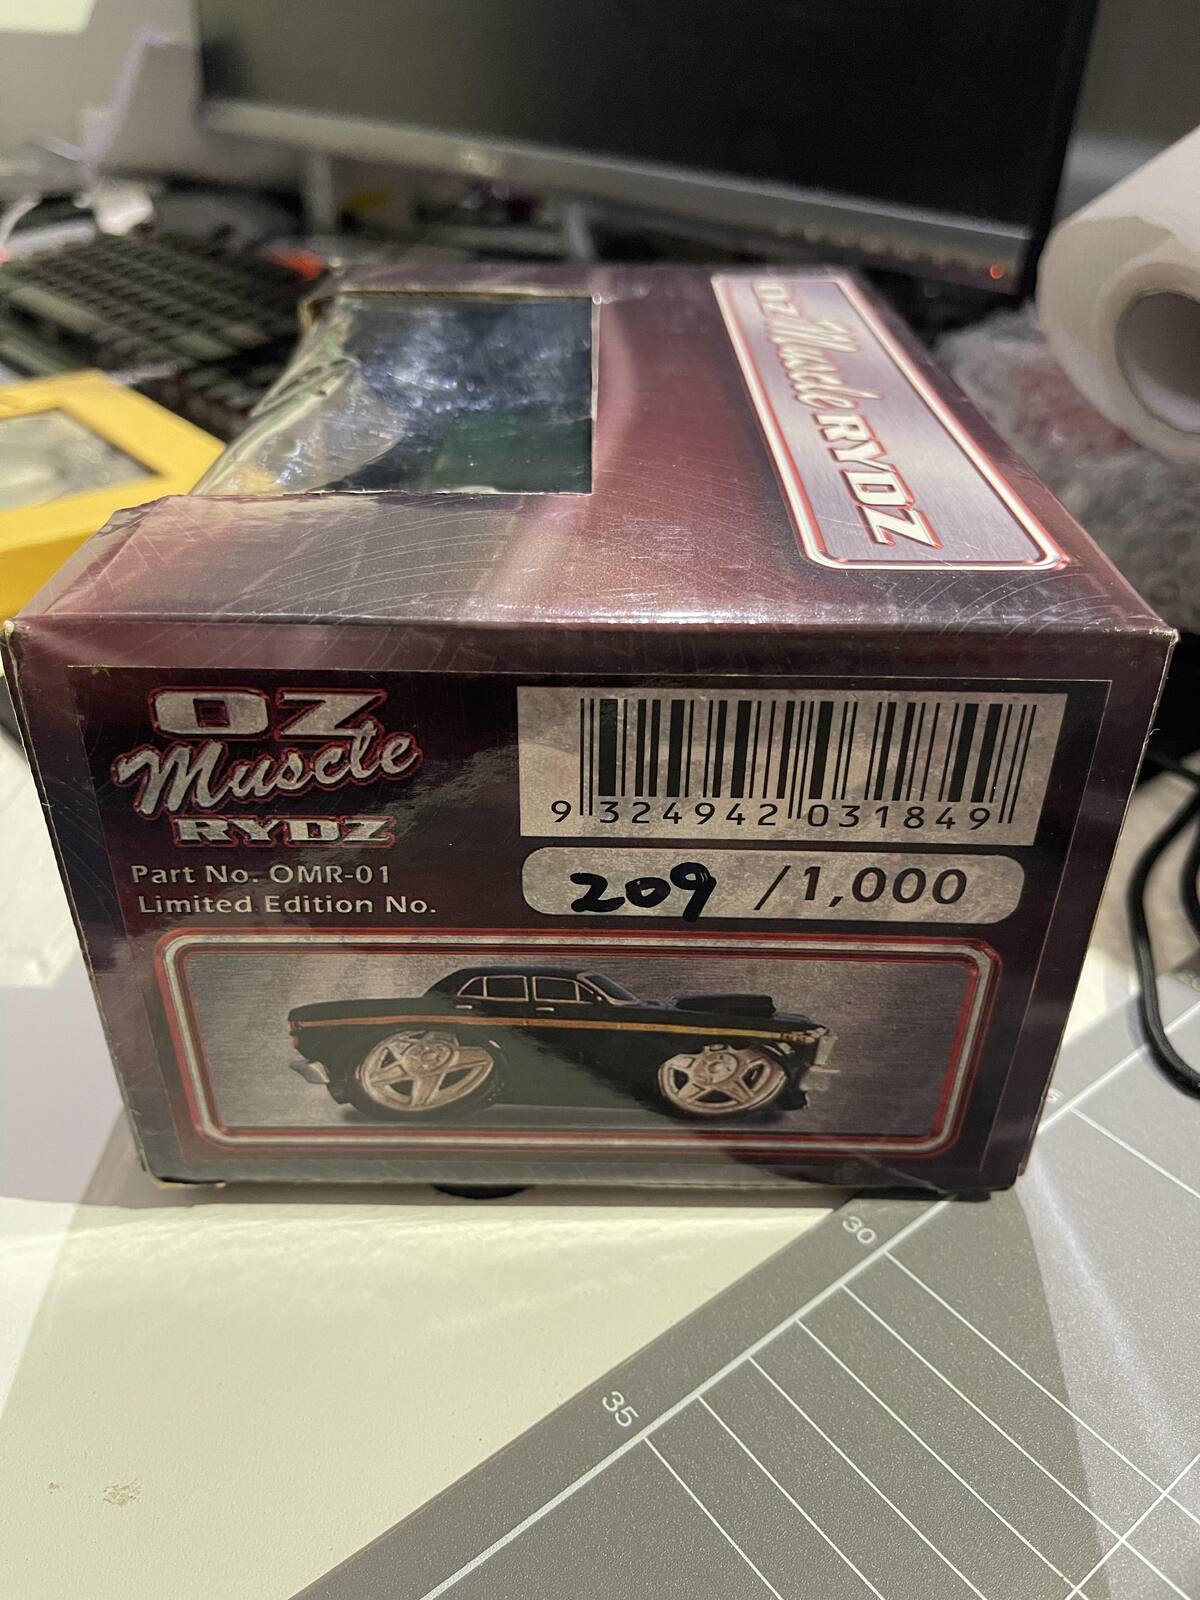 OZ Muscle RYDZ
OZ
Muscle
RYDZ
Part No. OMR-01
Limited Edition No.
9 324942 031849
209 /1,000
30
35